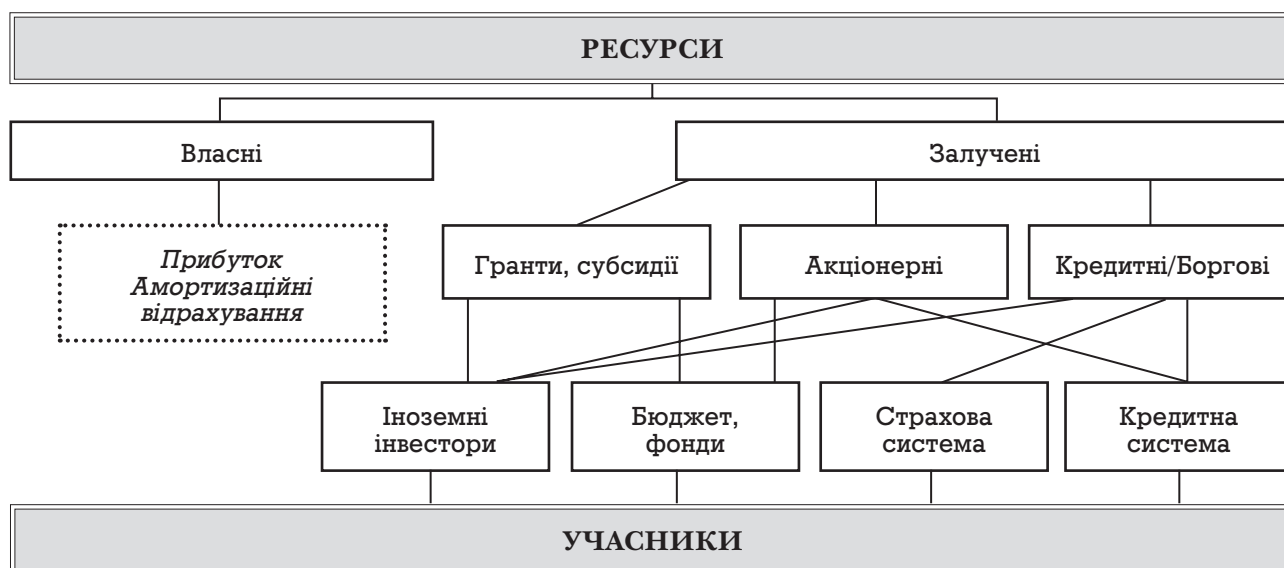 РЕСУРСИ
Власні
Залучені
Прибуток
Амортизаційні
відрахування
Гранти, субсидії
Акціонерні
Кредитні/Боргові
Іноземні
інвестори
Бюджет,
фонди
Страхова
система
Кредитна
система
УЧАСНИКИ